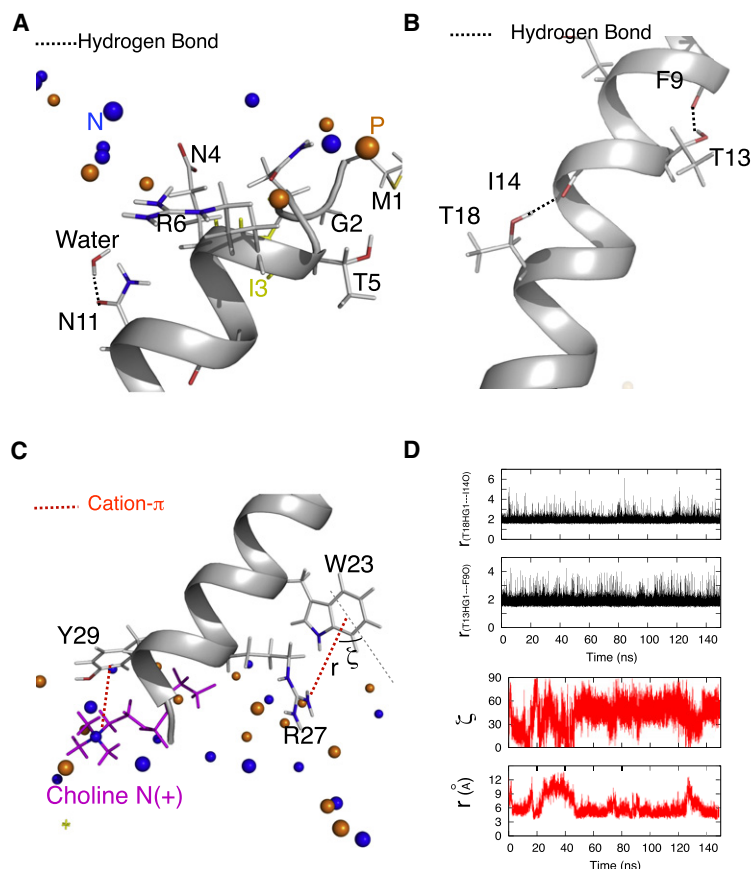 A
Hydrogen Bond
N
P
N4
M1
R6
G2
Water
I3
T5
N11
B
Hydrogen Bond
F9
T13
I14
T18
C
Cation-π
W23
Y29
r
ζ
R27
Choline N(+)
D
r(T18HG1---I14O)
6
4
2
0
r(T13HG1---F9O)
4
2
0
0 20 40 60 80 100 120 140
Time (ns)
ζ
90
60
30
0
r (Å)
15
12
9
6
3
0
0 20 40 60 80 100 120 140
Time (ns)